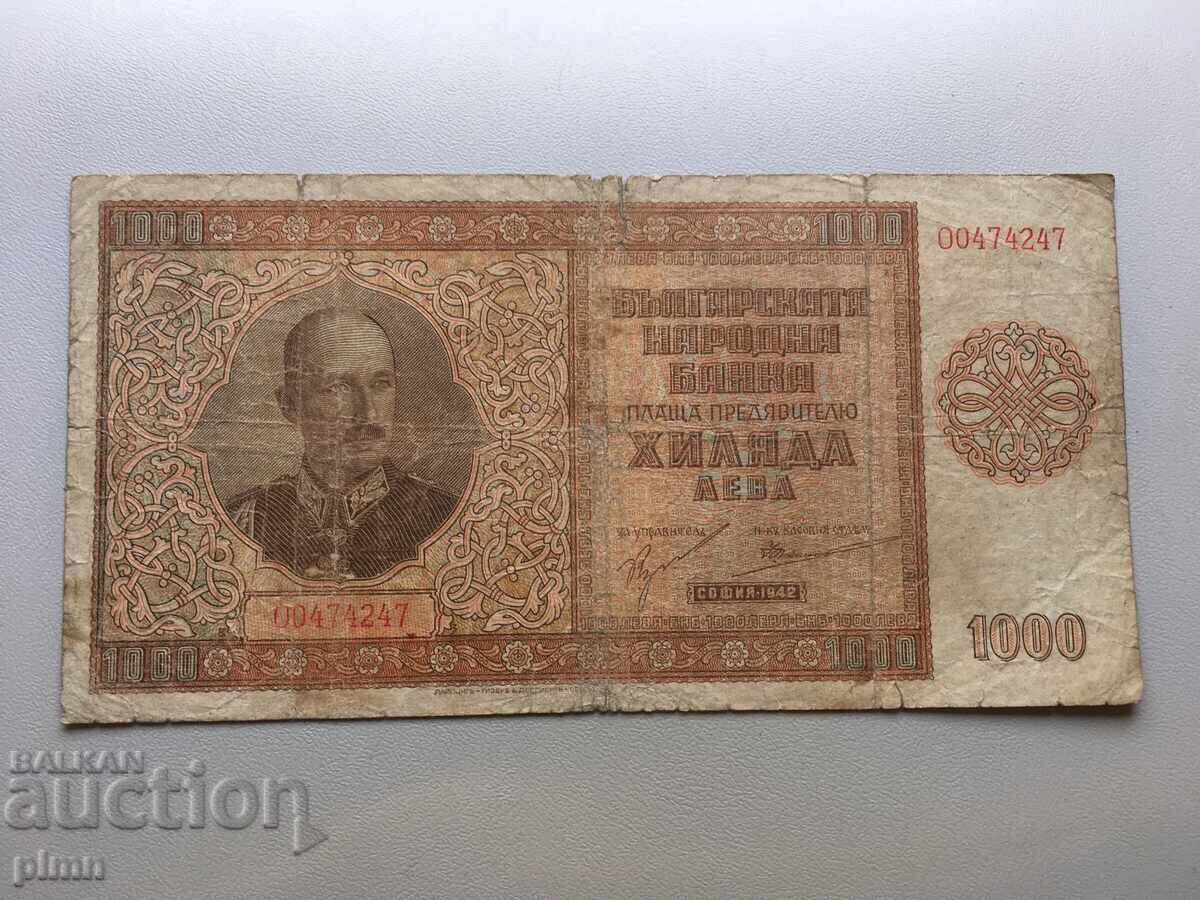 1000
1000
00474247
БЪЛГАРСКАТА
НАРОДНА
БАНКА
ПЛАЩА ПРЕДЯВИТЕЛЮ
ХИЛЯДА
ЛЕВА
УПРАВИТЕЛЬ
СОФИЯ·1942
00474247
1000
1000
1000
BALKAN
auction
plmn